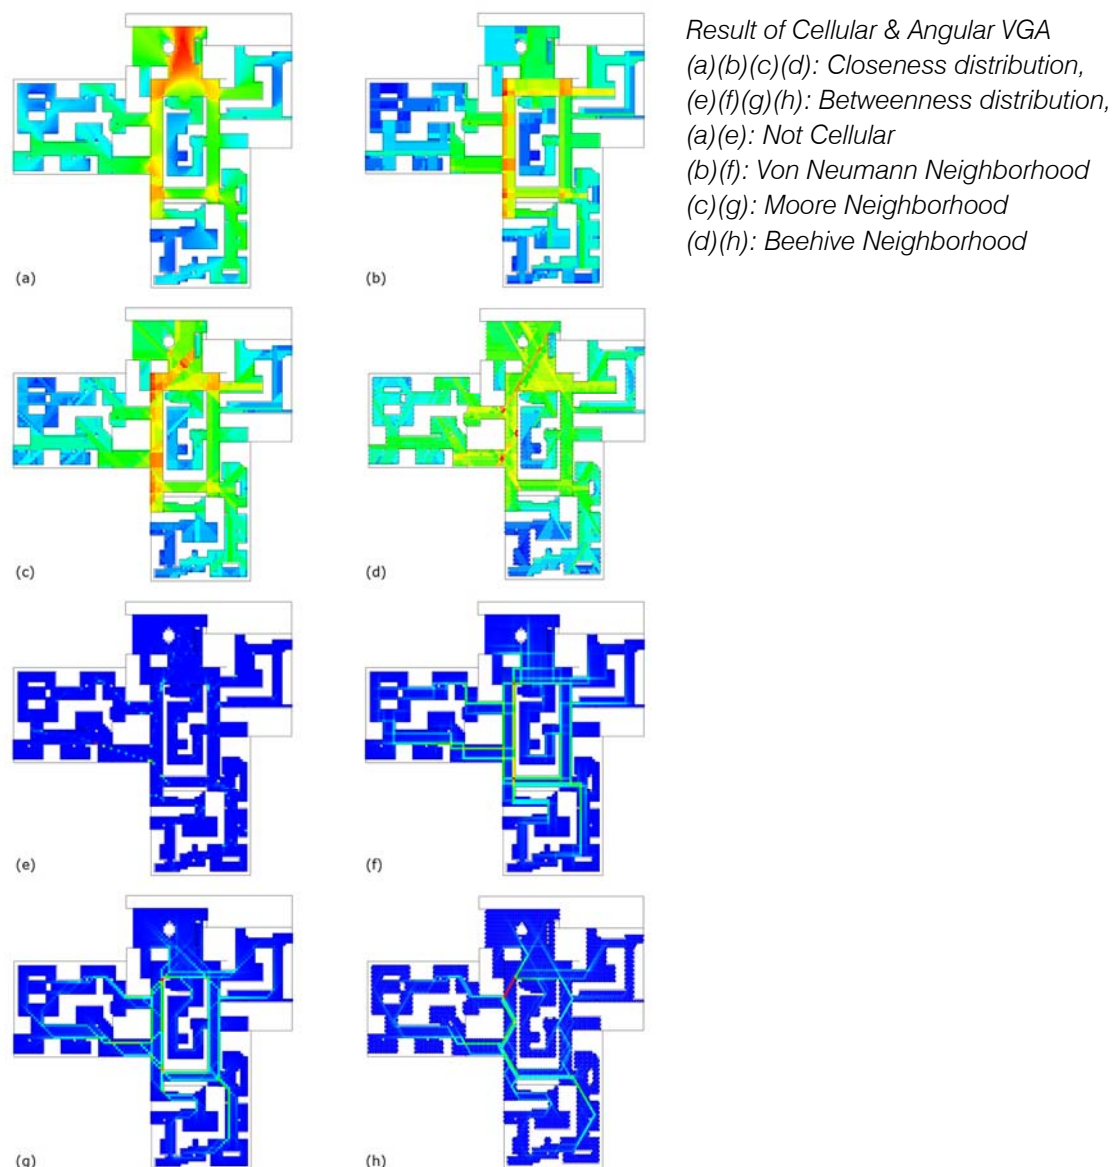 Result of Cellular & Angular VGA
(a)(b)(c)(d): Closeness distribution,
(e)(f)(g)(h): Betweenness distribution,
(a)(e): Not Cellular
(b)(f): Von Neumann Neighborhood
(c)(g): Moore Neighborhood
(d)(h): Beehive Neighborhood
(a)
(b)
(c)
(d)
(e)
(f)
(g)
(h)